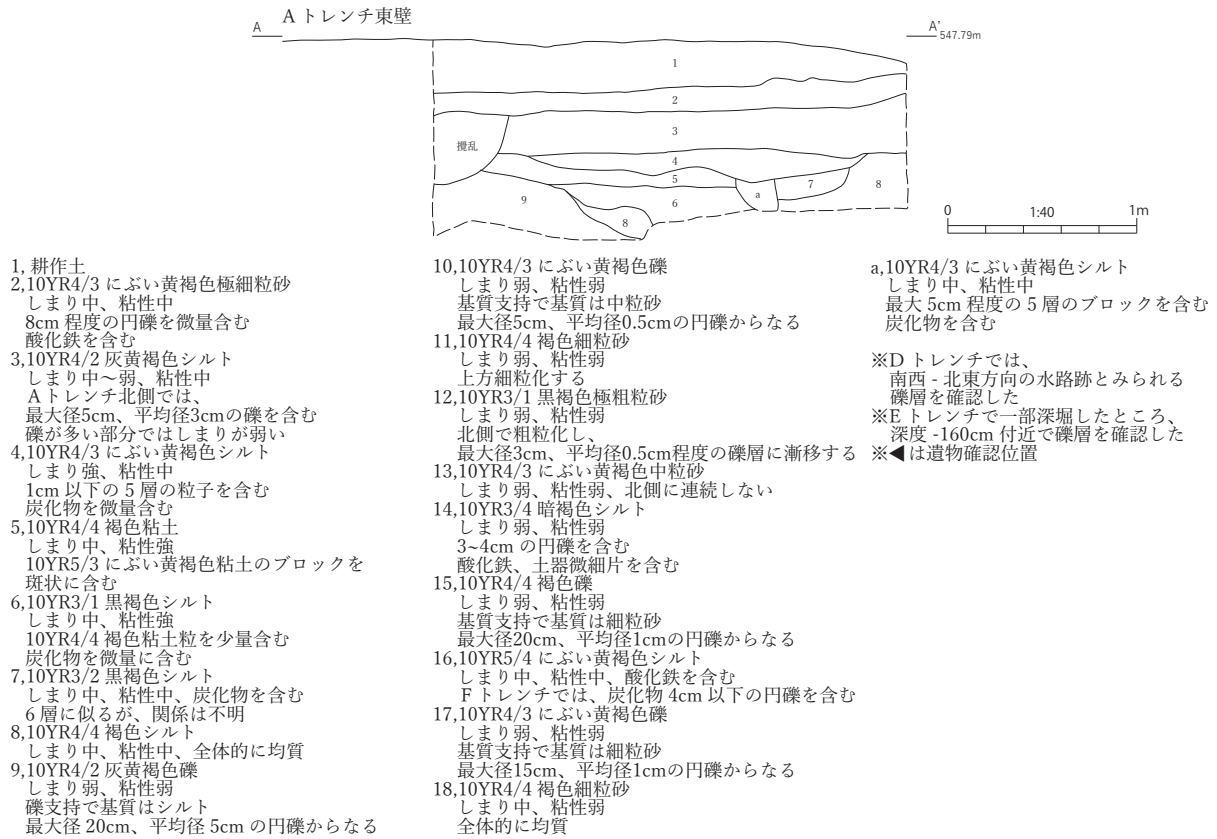 A トレンチ東壁
A
A'
547.79m
1
2
3
攪乱
4
5
6
7
8
9
a
8
0
1:40
1m
1, 耕作土
2,10YR4/3 にぶい黄褐色極細粒砂
しまり中、粘性中
8cm 程度の円礫を微量含む
酸化鉄を含む
3,10YR4/2 灰黄褐色シルト
しまり中〜弱、粘性中
A トレンチ北側では、
最大径5cm、平均径3cmの礫を含む
礫が多い部分ではしまりが弱い
4,10YR4/3 にぶい黄褐色シルト
しまり強、粘性中
1cm 以下の 5 層の粒子を含む
炭化物を微量含む
5,10YR4/4 褐色粘土
しまり中、粘性強
10YR5/3 にぶい黄褐色粘土のブロックを
斑状に含む
6,10YR3/1 黒褐色シルト
しまり中、粘性強
10YR4/4 褐色粘土粒を少量含む
炭化物を微量に含む
7,10YR3/2 黒褐色シルト
しまり中、粘性中、炭化物を含む
6 層に似るが、関係は不明
8,10YR4/4 褐色シルト
しまり中、粘性中、全体的に均質
9,10YR4/2 灰黄褐色礫
しまり弱、粘性弱
礫支持で基質はシルト
最大径 20cm、平均径 5cm の円礫からなる
10,10YR4/3 にぶい黄褐色礫
しまり弱、粘性弱
基質支持で基質は中粒砂
最大径5cm、平均径0.5cmの円礫からなる
11,10YR4/4 褐色細粒砂
しまり弱、粘性弱
上方細粒化する
12,10YR3/1 黒褐色極粗粒砂
しまり弱、粘性弱
北側で粗粒化し、
最大径3cm、平均径0.5cm程度の礫層に漸移する
13,10YR4/3 にぶい黄褐色中粒砂
しまり弱、粘性弱、北側に連続しない
14,10YR3/4 暗褐色シルト
しまり弱、粘性弱
3~4cm の円礫を含む
酸化鉄、土器微細片を含む
15,10YR4/4 褐色礫
しまり弱、粘性弱
基質支持で基質は細粒砂
最大径20cm、平均径1cmの円礫からなる
16,10YR5/4 にぶい黄褐色シルト
しまり中、粘性中、酸化鉄を含む
F トレンチでは、炭化物 4cm 以下の円礫を含む
17,10YR4/3 にぶい黄褐色礫
しまり弱、粘性弱
基質支持で基質は細粒砂
最大径15cm、平均径1cmの円礫からなる
18,10YR4/4 褐色細粒砂
しまり中、粘性弱
全体的に均質
a,10YR4/3 にぶい黄褐色シルト
しまり中、粘性中
最大 5cm 程度の 5 層のブロックを含む
炭化物を含む
※D トレンチでは、
南西 - 北東方向の水路跡とみられる
礫層を確認した
※E トレンチで一部深堀したところ、
深度 -160cm 付近で礫層を確認した
※◀は遺物確認位置